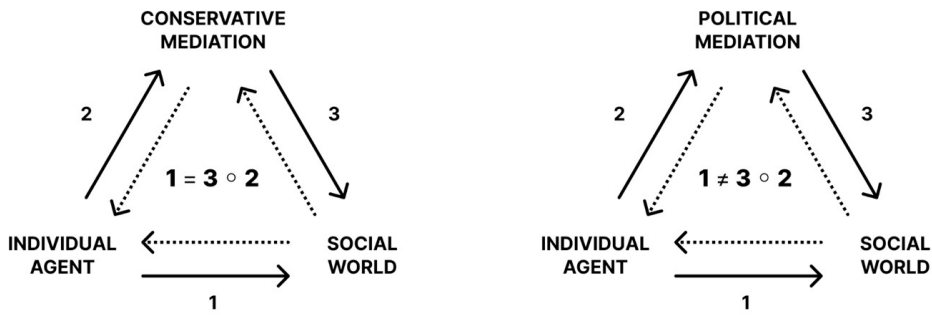 CONSERVATIVE
MEDIATION
2
3
1 = 3 ∘ 2
INDIVIDUAL
AGENT
SOCIAL
WORLD
1
POLITICAL
MEDIATION
2
3
1 ≠ 3 ∘ 2
INDIVIDUAL
AGENT
SOCIAL
WORLD
1